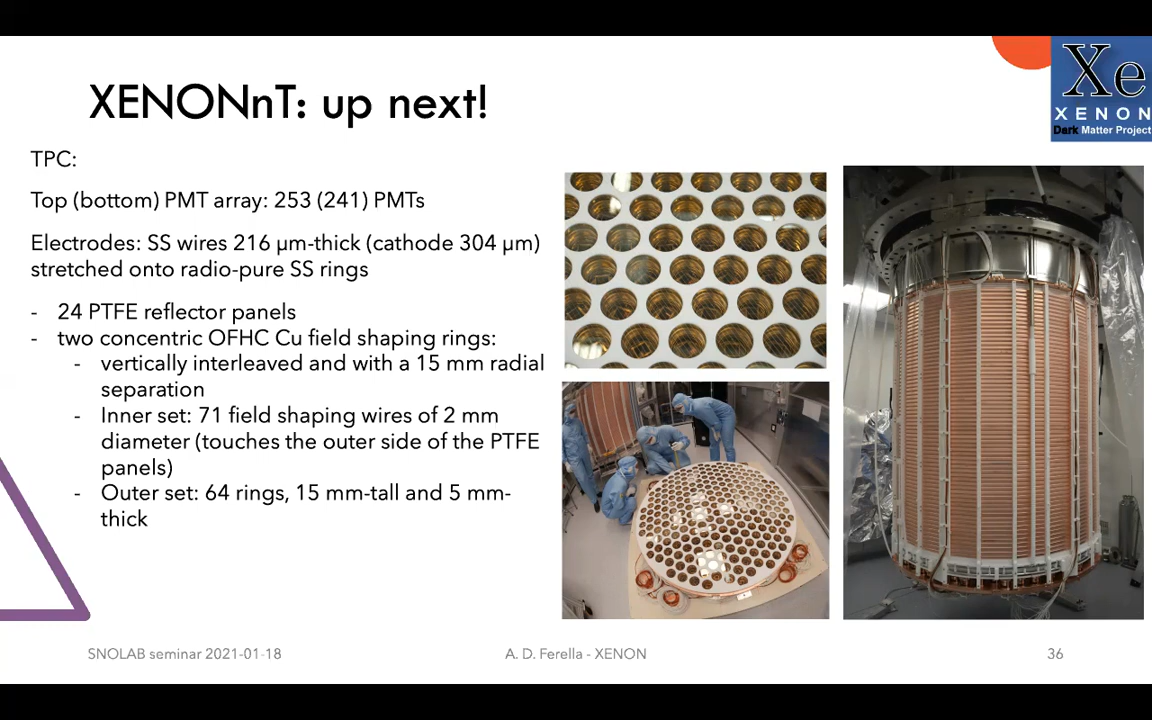 XENONnT: up next!
Xe
XENON
Dark Matter Project
TPC:
Top (bottom) PMT array: 253 (241) PMTs
Electrodes: SS wires 216 µm-thick (cathode 304 µm)
stretched onto radio-pure SS rings
- 24 PTFE reflector panels
- two concentric OFHC Cu field shaping rings:
- vertically interleaved and with a 15 mm radial
separation
- Inner set: 71 field shaping wires of 2 mm
diameter (touches the outer side of the PTFE
panels)
- Outer set: 64 rings, 15 mm-tall and 5 mm-
thick
SNOLAB seminar 2021-01-18
A. D. Ferella - XENON
36